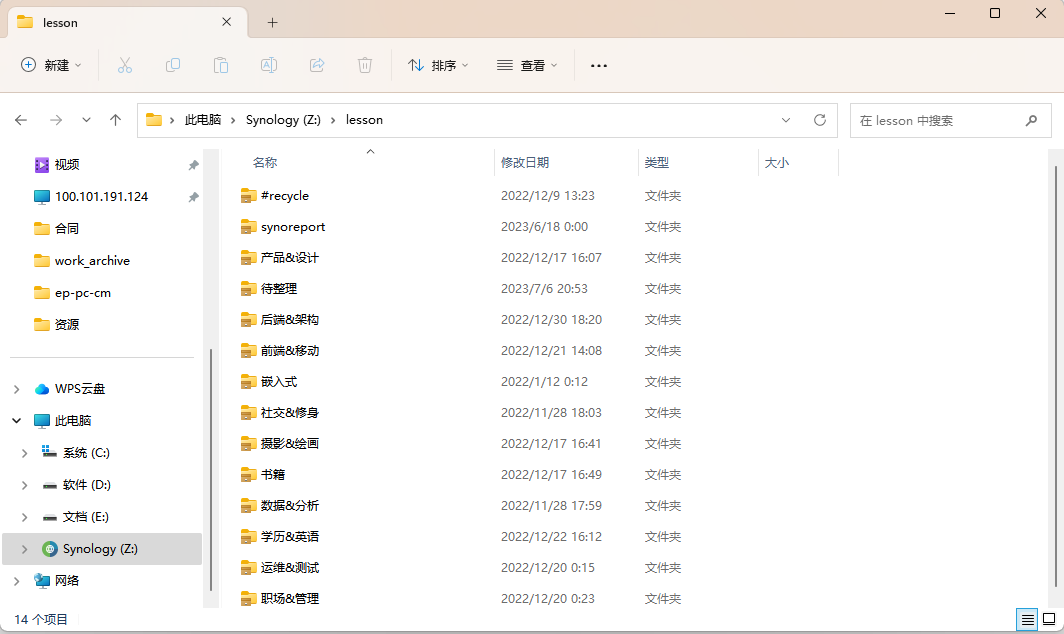 lesson
新建
排序
查看
此电脑 Synology (Z:) lesson
在 lesson 中搜索
视频
100.101.191.124
合同
work_archive
ep-pc-cm
资源
WPS云盘
此电脑
系统 (C:)
软件 (D:)
文档 (E:)
Synology (Z:)
网络
名称 修改日期 类型 大小
#recycle 2022/12/9 13:23 文件夹
synoreport 2023/6/18 0:00 文件夹
产品&设计 2022/12/17 16:07 文件夹
待整理 2023/7/6 20:53 文件夹
后端&架构 2022/12/30 18:20 文件夹
前端&移动 2022/12/21 14:08 文件夹
嵌入式 2022/1/12 0:12 文件夹
社交&修身 2022/11/28 18:03 文件夹
摄影&绘画 2022/12/17 16:41 文件夹
书籍 2022/12/17 16:49 文件夹
数据&分析 2022/11/28 17:59 文件夹
学历&英语 2022/12/22 16:12 文件夹
运维&测试 2022/12/20 0:15 文件夹
职场&管理 2022/12/20 0:23 文件夹
14 个项目